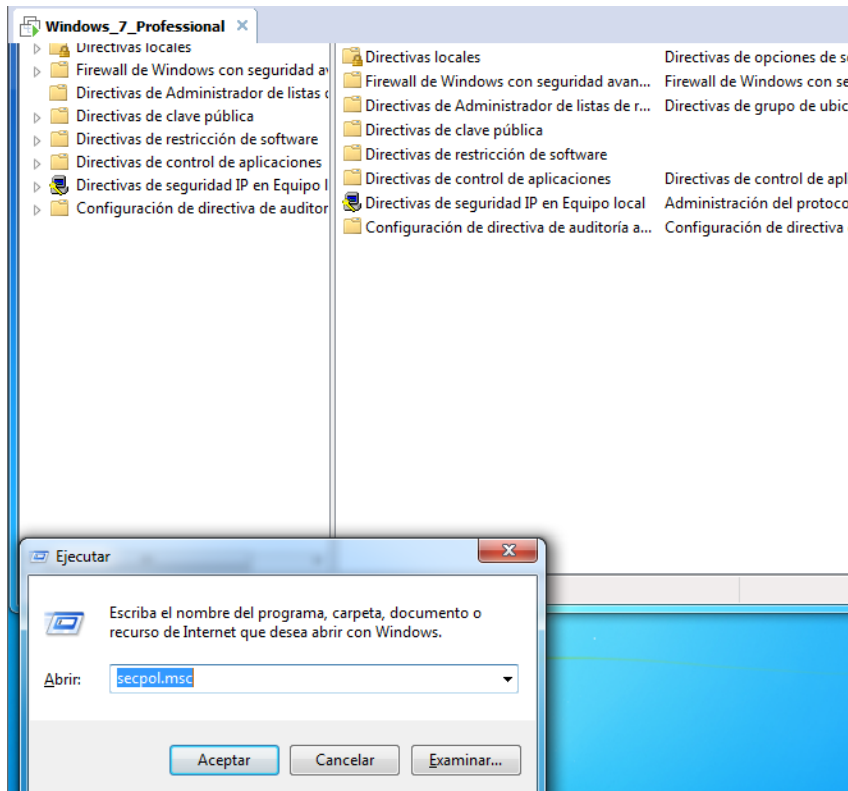 Windows_7_Professional
Directivas locales
Firewall de Windows con seguridad av
Directivas de Administrador de listas d
Directivas de clave pública
Directivas de restricción de software
Directivas de control de aplicaciones
Directivas de seguridad IP en Equipo l
Configuración de directiva de auditor
Directivas locales Directivas de opciones de s
Firewall de Windows con seguridad avan... Firewall de Windows con se
Directivas de Administrador de listas de r... Directivas de grupo de ubic
Directivas de clave pública
Directivas de restricción de software
Directivas de control de aplicaciones Directivas de control de apl
Directivas de seguridad IP en Equipo local Administración del protoco
Configuración de directiva de auditoría a... Configuración de directiva
Ejecutar
Escriba el nombre del programa, carpeta, documento o
recurso de Internet que desea abrir con Windows.
Abrir: secpol.msc
Aceptar Cancelar Examinar...